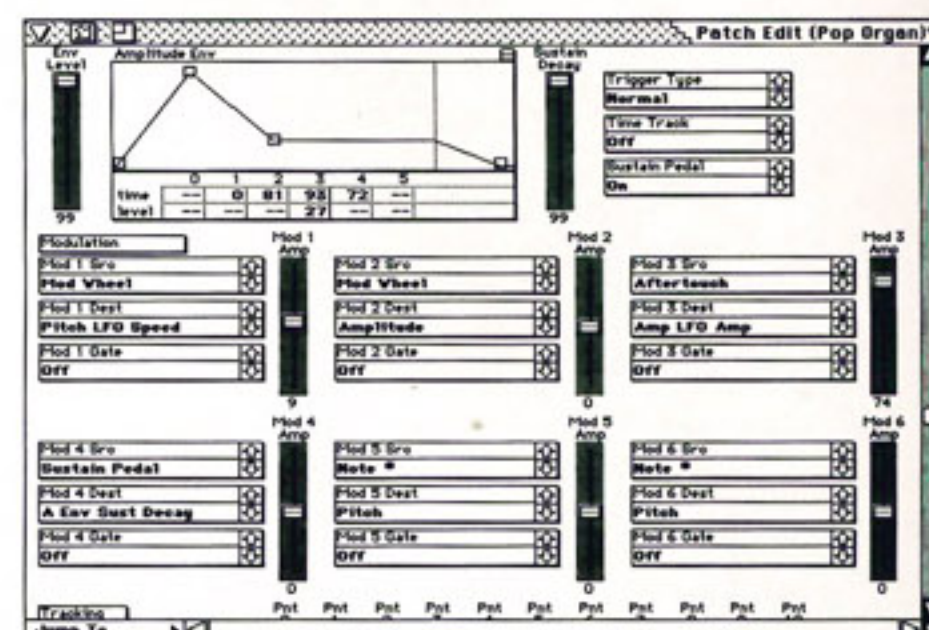 Patch Edit (Pop Organ)
Env Level
Amplitude Env
Sustain Decay
0 1 2 3 4 5
time -- 0 81 93 72 --
level -- -- -- 27 -- --
99
99
Trigger Type
Normal
Time Track
Off
Sustain Pedal
On
Modulation
Mod 1 Amp
Mod 2 Amp
Mod 3 Amp
Mod 1 Src
Mod Wheel
Mod 1 Dest
Pitch LFO Speed
Mod 1 Gate
Off
9
Mod 2 Src
Mod Wheel
Mod 2 Dest
Amplitude
Mod 2 Gate
Off
0
Mod 3 Src
Aftertouch
Mod 3 Dest
Amp LFO Amp
Mod 3 Gate
Off
74
Mod 4 Amp
Mod 5 Amp
Mod 6 Amp
Mod 4 Src
Sustain Pedal
Mod 4 Dest
A Env Sust Decay
Mod 4 Gate
Off
0
Mod 5 Src
Note #
Mod 5 Dest
Pitch
Mod 5 Gate
Off
0
Mod 6 Src
Note #
Mod 6 Dest
Pitch
Mod 6 Gate
Off
0
Tracking
Pnt Pnt Pnt Pnt Pnt Pnt Pnt Pnt Pnt Pnt Pnt
Jump To